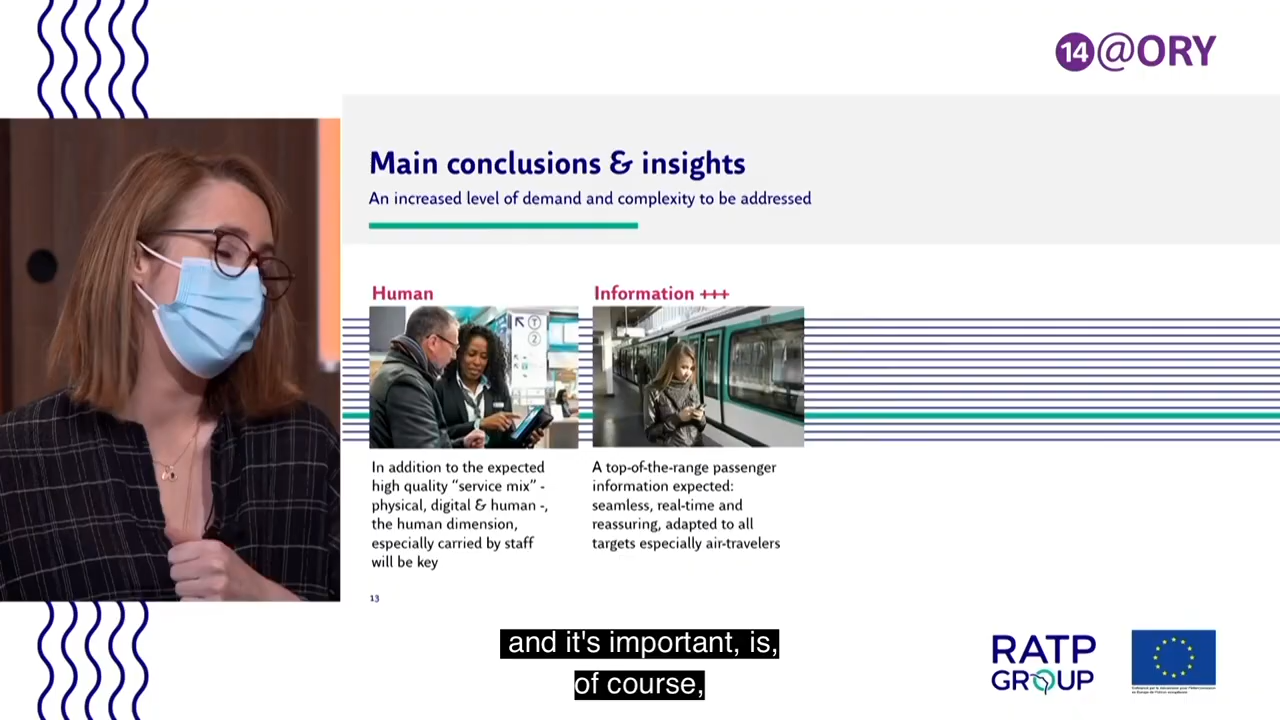 14@ORY
Main conclusions & insights
An increased level of demand and complexity to be addressed
Human
In addition to the expected
high quality “service mix” -
physical, digital & human -,
the human dimension,
especially carried by staff
will be key
Information +++
A top-of-the-range passenger
information expected:
seamless, real-time and
reassuring, adapted to all
targets especially air-travelers
T
2
13
and it's important, is,
of course,
RATP
GROUP